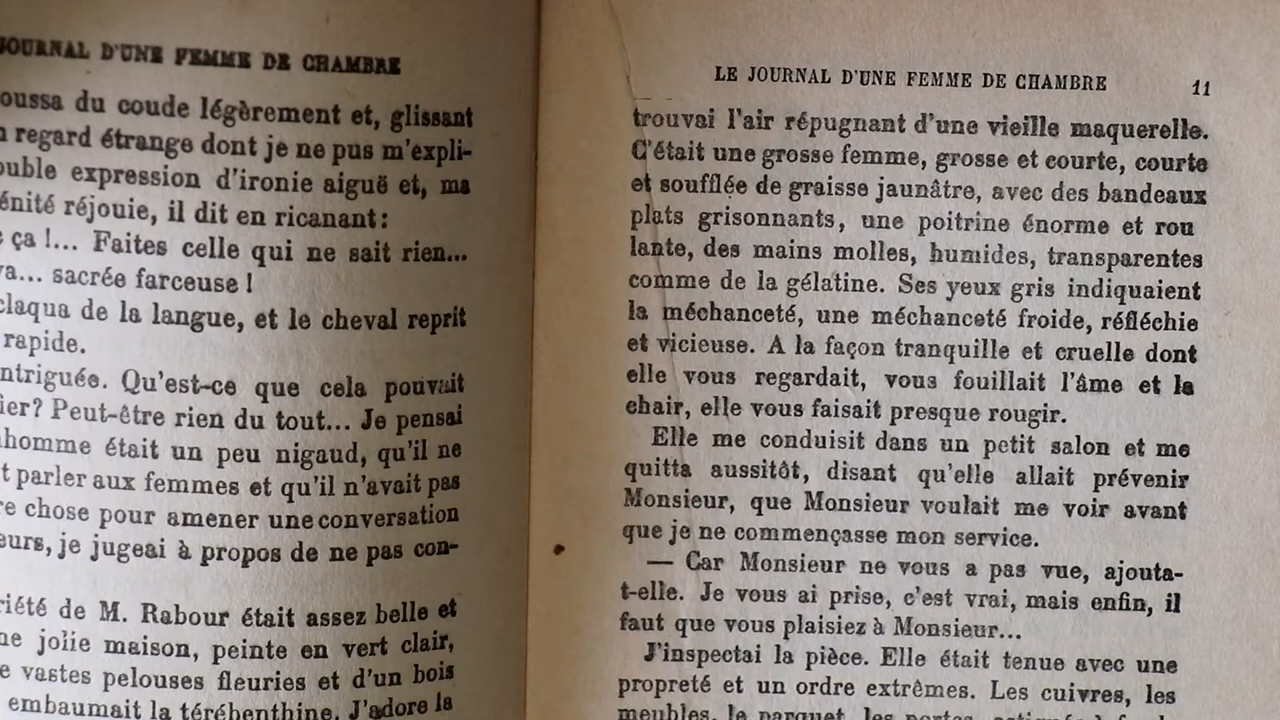 JOURNAL D'UNE FEMME DE CHAMBRE
du coude légèrement et, glissant
regard étrange dont je ne pus m'expli-
expression d'ironie aiguë et, ma
réjouie, il dit en ricanant:
ça !... Faites celle qui ne sait rien...
sacrée farceuse !
claqua de la langue, et le cheval reprit
rapide.
Qu'est-ce que cela pouvait
Peut-être rien du tout... Je pensai
homme était un peu nigaud, qu'il ne
parler aux femmes et qu'il n'avait pas
chose pour amener une conversation
je jugeai à propos de ne pas con-
de M. Rabour était assez belle et
jolie maison, peinte en vert clair,
vastes pelouses fleuries et d'un bois
embaumait la térébenthine. J'adore la
LE JOURNAL D'UNE FEMME DE CHAMBRE 11
trouvai l'air répugnant d'une vieille maquerelle.
C'était une grosse femme, grosse et courte, courte
et soufflée de graisse jaunâtre, avec des bandeaux
plats grisonnants, une poitrine énorme et rou
lante, des mains molles, humides, transparentes
comme de la gélatine. Ses yeux gris indiquaient
la méchanceté, une méchanceté froide, réfléchie
et vicieuse. A la façon tranquille et cruelle dont
elle vous regardait, vous fouillait l'âme et la
chair, elle vous faisait presque rougir.
Elle me conduisit dans un petit salon et me
quitta aussitôt, disant qu'elle allait prévenir
Monsieur, que Monsieur voulait me voir avant
que je ne commençasse mon service.
— Car Monsieur ne vous a pas vue, ajouta-
t-elle. Je vous ai prise, c'est vrai, mais enfin, il
faut que vous plaisiez à Monsieur...
J'inspectai la pièce. Elle était tenue avec une
propreté et un ordre extrêmes. Les cuivres, les
meubles, le parquet, les portes,